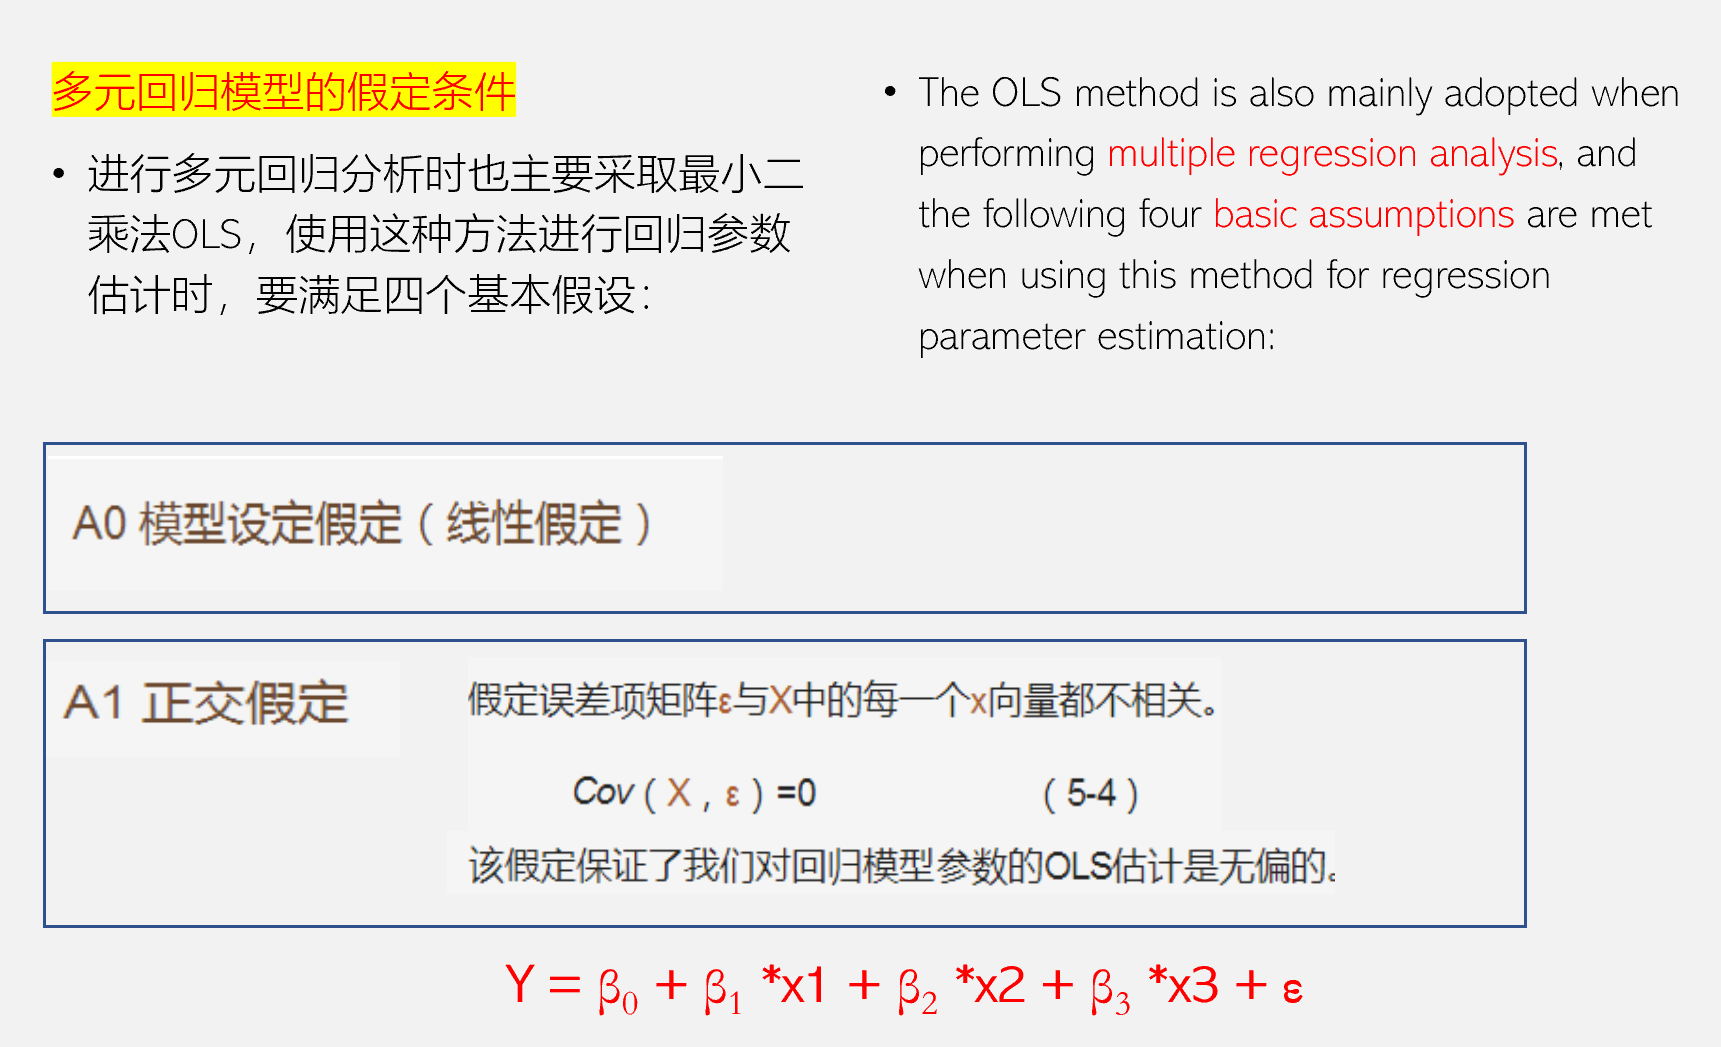 多元回归模型的假定条件
• 进行多元回归分析时也主要采取最小二
乘法OLS，使用这种方法进行回归参数
估计时，要满足四个基本假设：
• The OLS method is also mainly adopted when
performing multiple regression analysis, and
the following four basic assumptions are met
when using this method for regression
parameter estimation:
A0 模型设定假定（线性假定）
A1 正交假定
假定误差项矩阵ε与X中的每一个x向量都不相关。
Cov（X，ε）=0 （5-4）
该假定保证了我们对回归模型参数的OLS估计是无偏的。
Y = β₀ + β₁ *x1 + β₂ *x2 + β₃ *x3 + ε